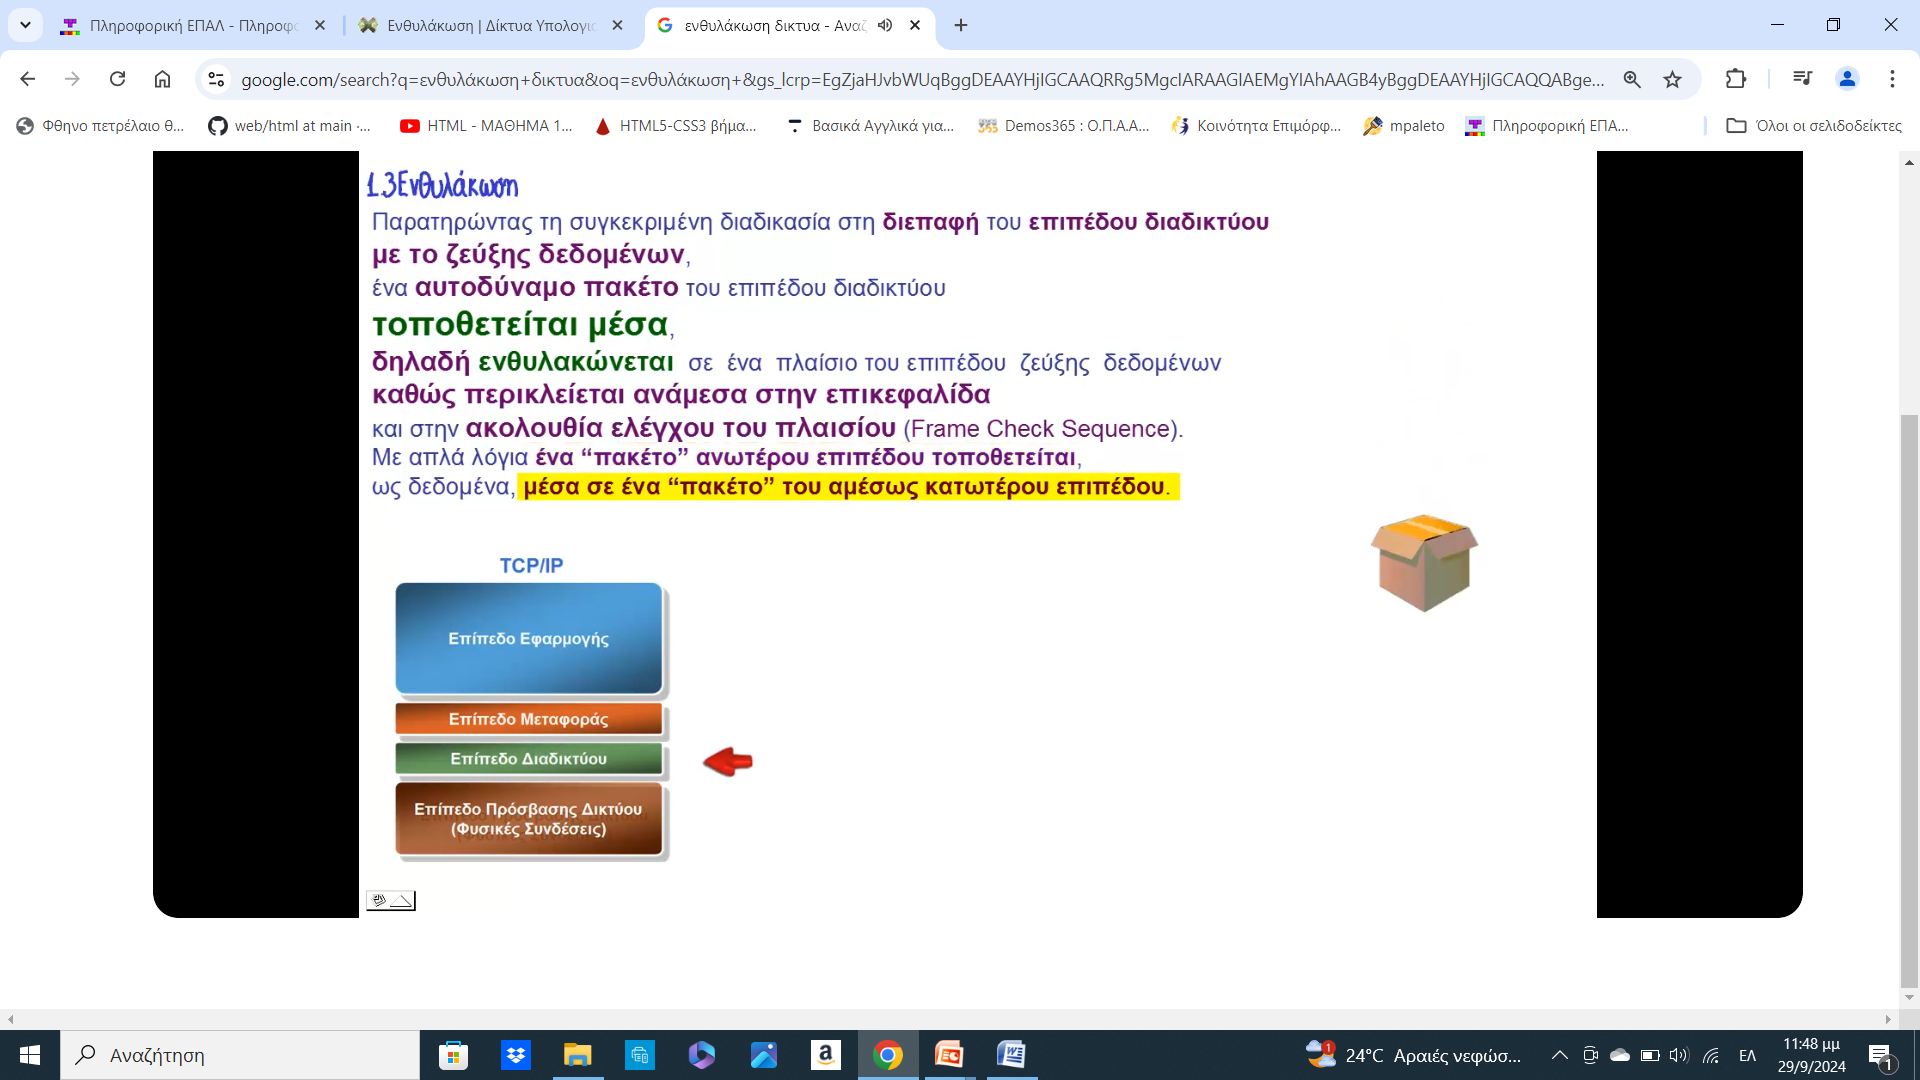 Πληροφορική ΕΠΑΛ - Πληροφο
Ενθυλάκωση | Δίκτυα Υπολογισ
ενθυλάκωση δικτυα - Αναζ
google.com/search?q=ενθυλάκωση+δικτυα&oq=ενθυλάκωση+&gs_lcrp=EgZjaHJvbWUqBggDEAAYHjIGCAAQRRg5MgcIARAAGIAEMgYIAhAAGB4yBggDEAAYHjIGCAQQABge...
Φθηνο πετρέλαιο θ...
web/html at main ·...
HTML - ΜΑΘΗΜΑ 1...
HTML5-CSS3 βήμα...
Βασικά Αγγλικά για...
Demos365 : Ο.Π.Α.Α...
Κοινότητα Επιμόρφ...
mpaleto
Πληροφορική ΕΠΑ...
Όλοι οι σελιδοδείκτες
1.3 Ενθυλάκωση
Παρατηρώντας τη συγκεκριμένη διαδικασία στη διεπαφή του επιπέδου διαδικτύου
με το ζεύξης δεδομένων,
ένα αυτοδύναμο πακέτο του επιπέδου διαδικτύου
τοποθετείται μέσα,
δηλαδή ενθυλακώνεται σε ένα πλαίσιο του επιπέδου ζεύξης δεδομένων
καθώς περικλείεται ανάμεσα στην επικεφαλίδα
και στην ακολουθία ελέγχου του πλαισίου (Frame Check Sequence).
Με απλά λόγια ένα “πακέτο” ανωτέρου επιπέδου τοποθετείται,
ως δεδομένα, μέσα σε ένα “πακέτο” του αμέσως κατωτέρου επιπέδου.
TCP/IP
Επίπεδο Εφαρμογής
Επίπεδο Μεταφοράς
Επίπεδο Διαδικτύου
Επίπεδο Πρόσβασης Δικτύου
(Φυσικές Συνδέσεις)
Αναζήτηση
1
24°C Αραιές νεφώσ...
ΕΛ
11:48 μμ
29/9/2024
1